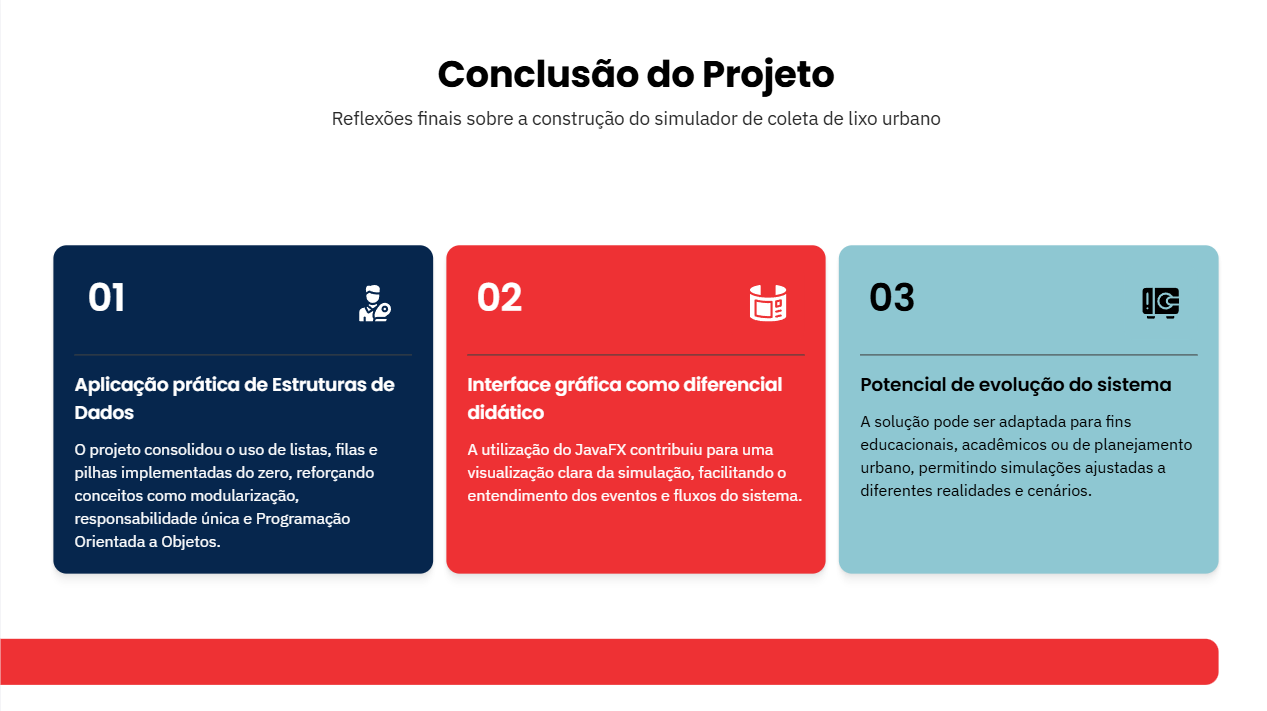 Conclusão do Projeto
Reflexões finais sobre a construção do simulador de coleta de lixo urbano
01
Aplicação prática de Estruturas de
Dados
O projeto consolidou o uso de listas, filas e
pilhas implementadas do zero, reforçando
conceitos como modularização,
responsabilidade única e Programação
Orientada a Objetos.
02
Interface gráfica como diferencial
didático
A utilização do JavaFX contribuiu para uma
visualização clara da simulação, facilitando o
entendimento dos eventos e fluxos do sistema.
03
Potencial de evolução do sistema
A solução pode ser adaptada para fins
educacionais, acadêmicos ou de planejamento
urbano, permitindo simulações ajustadas a
diferentes realidades e cenários.